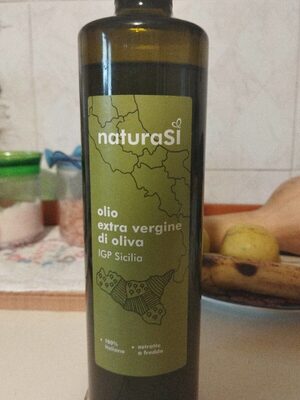 naturaSì
olio
extra vergine
di oliva
IGP Sicilia
• 100%
italiano
• estratto
a freddo